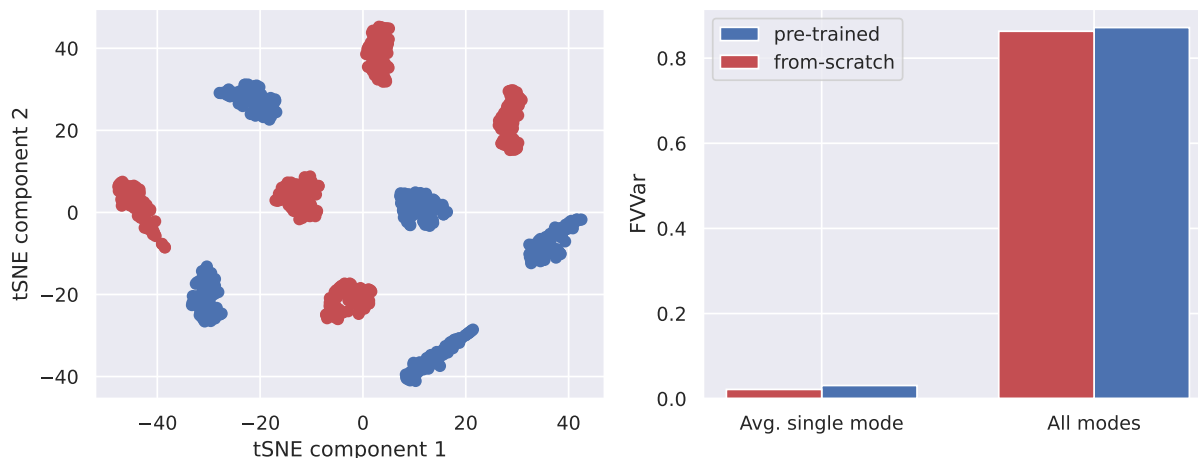 40
20
0
−20
−40
tSNE component 2
−40
−20
0
20
40
tSNE component 1
pre-trained
from-scratch
0.8
0.6
0.4
0.2
0.0
FVVar
Avg. single mode
All modes